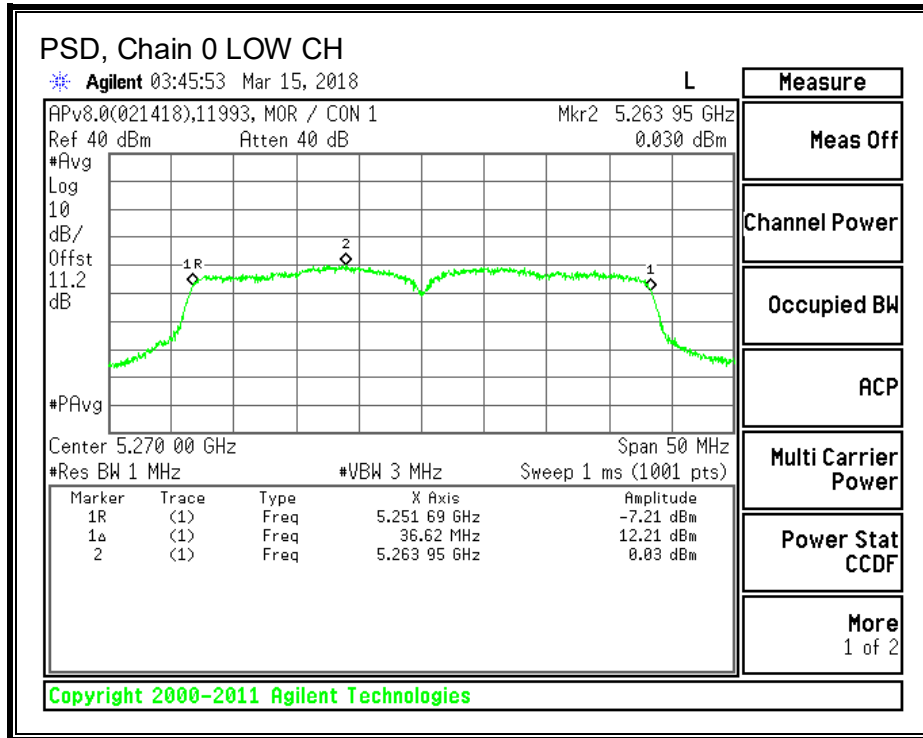 PSD, Chain 0 LOW CH
Agilent 03:45:53 Mar 15, 2018 L
Measure
APv8.0(021418),11993, MOR / CON 1 Mkr2 5.263 95 GHz
Ref 40 dBm Atten 40 dB 0.030 dBm
#Avg
Log
10
dB/
Offst
11.2
dB
#PAvg
1R
2
1
Center 5.270 00 GHz Span 50 MHz
#Res BW 1 MHz #VBW 3 MHz Sweep 1 ms (1001 pts)
Marker Trace Type X Axis Amplitude
1R (1) Freq 5.251 69 GHz -7.21 dBm
1Δ (1) Freq 36.62 MHz 12.21 dBm
2 (1) Freq 5.263 95 GHz 0.03 dBm
Meas Off
Channel Power
Occupied BW
ACP
Multi Carrier
Power
Power Stat
CCDF
More
1 of 2
Copyright 2000-2011 Agilent Technologies